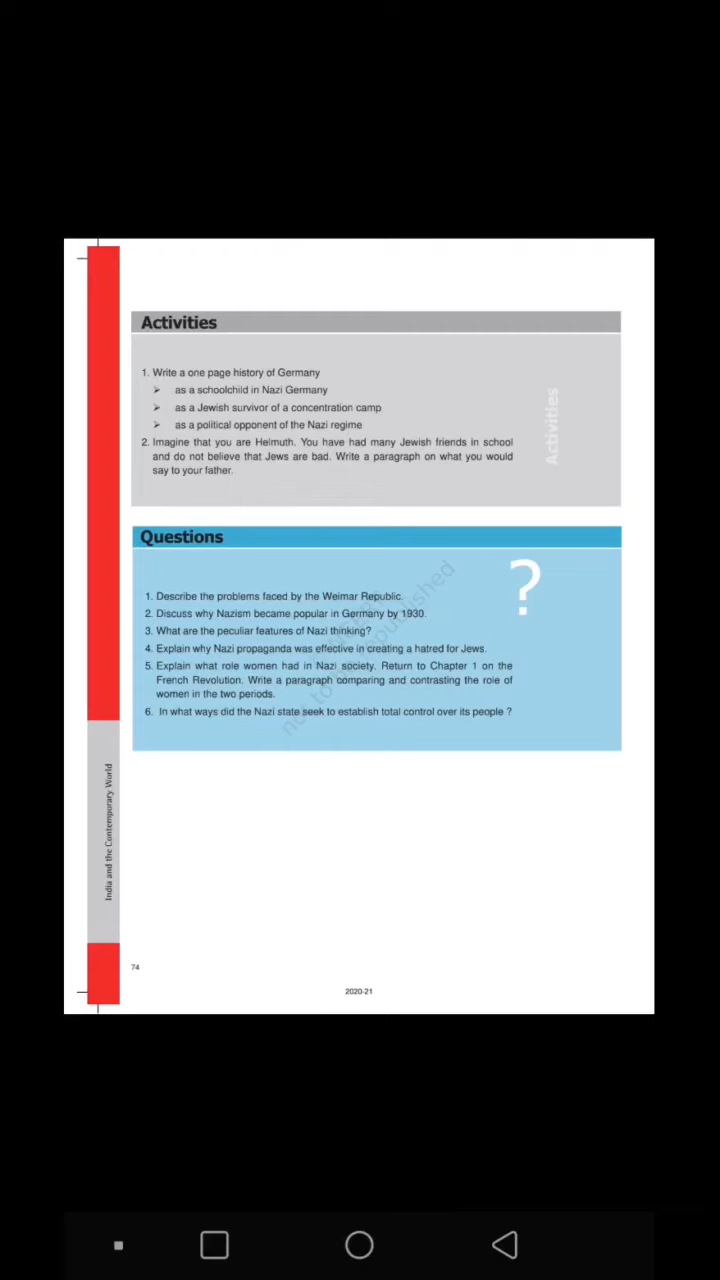 Activities
1. Write a one page history of Germany
➢ as a schoolchild in Nazi Germany
➢ as a Jewish survivor of a concentration camp
➢ as a political opponent of the Nazi regime
2. Imagine that you are Helmuth. You have had many Jewish friends in school
and do not believe that Jews are bad. Write a paragraph on what you would
say to your father.
Activities
Questions
?
1. Describe the problems faced by the Weimar Republic.
2. Discuss why Nazism became popular in Germany by 1930.
3. What are the peculiar features of Nazi thinking?
4. Explain why Nazi propaganda was effective in creating a hatred for Jews.
5. Explain what role women had in Nazi society. Return to Chapter 1 on the
French Revolution. Write a paragraph comparing and contrasting the role of
women in the two periods.
6. In what ways did the Nazi state seek to establish total control over its people ?
India and the Contemporary World
74
2020-21